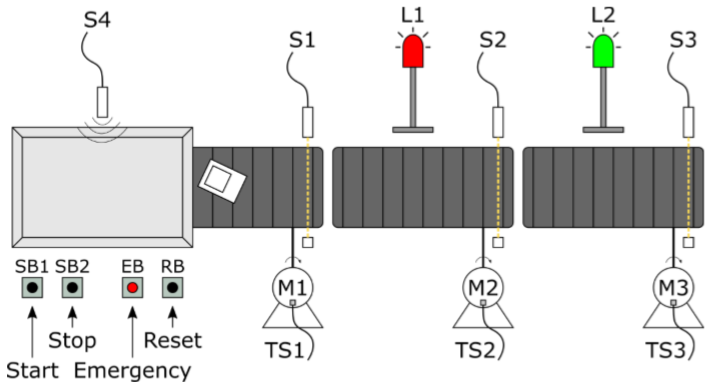 S4
L1
L2
S1
S2
S3
SB1 SB2 EB RB
M1
M2
M3
Stop
Reset
TS1
TS2
TS3
Start
Emergency